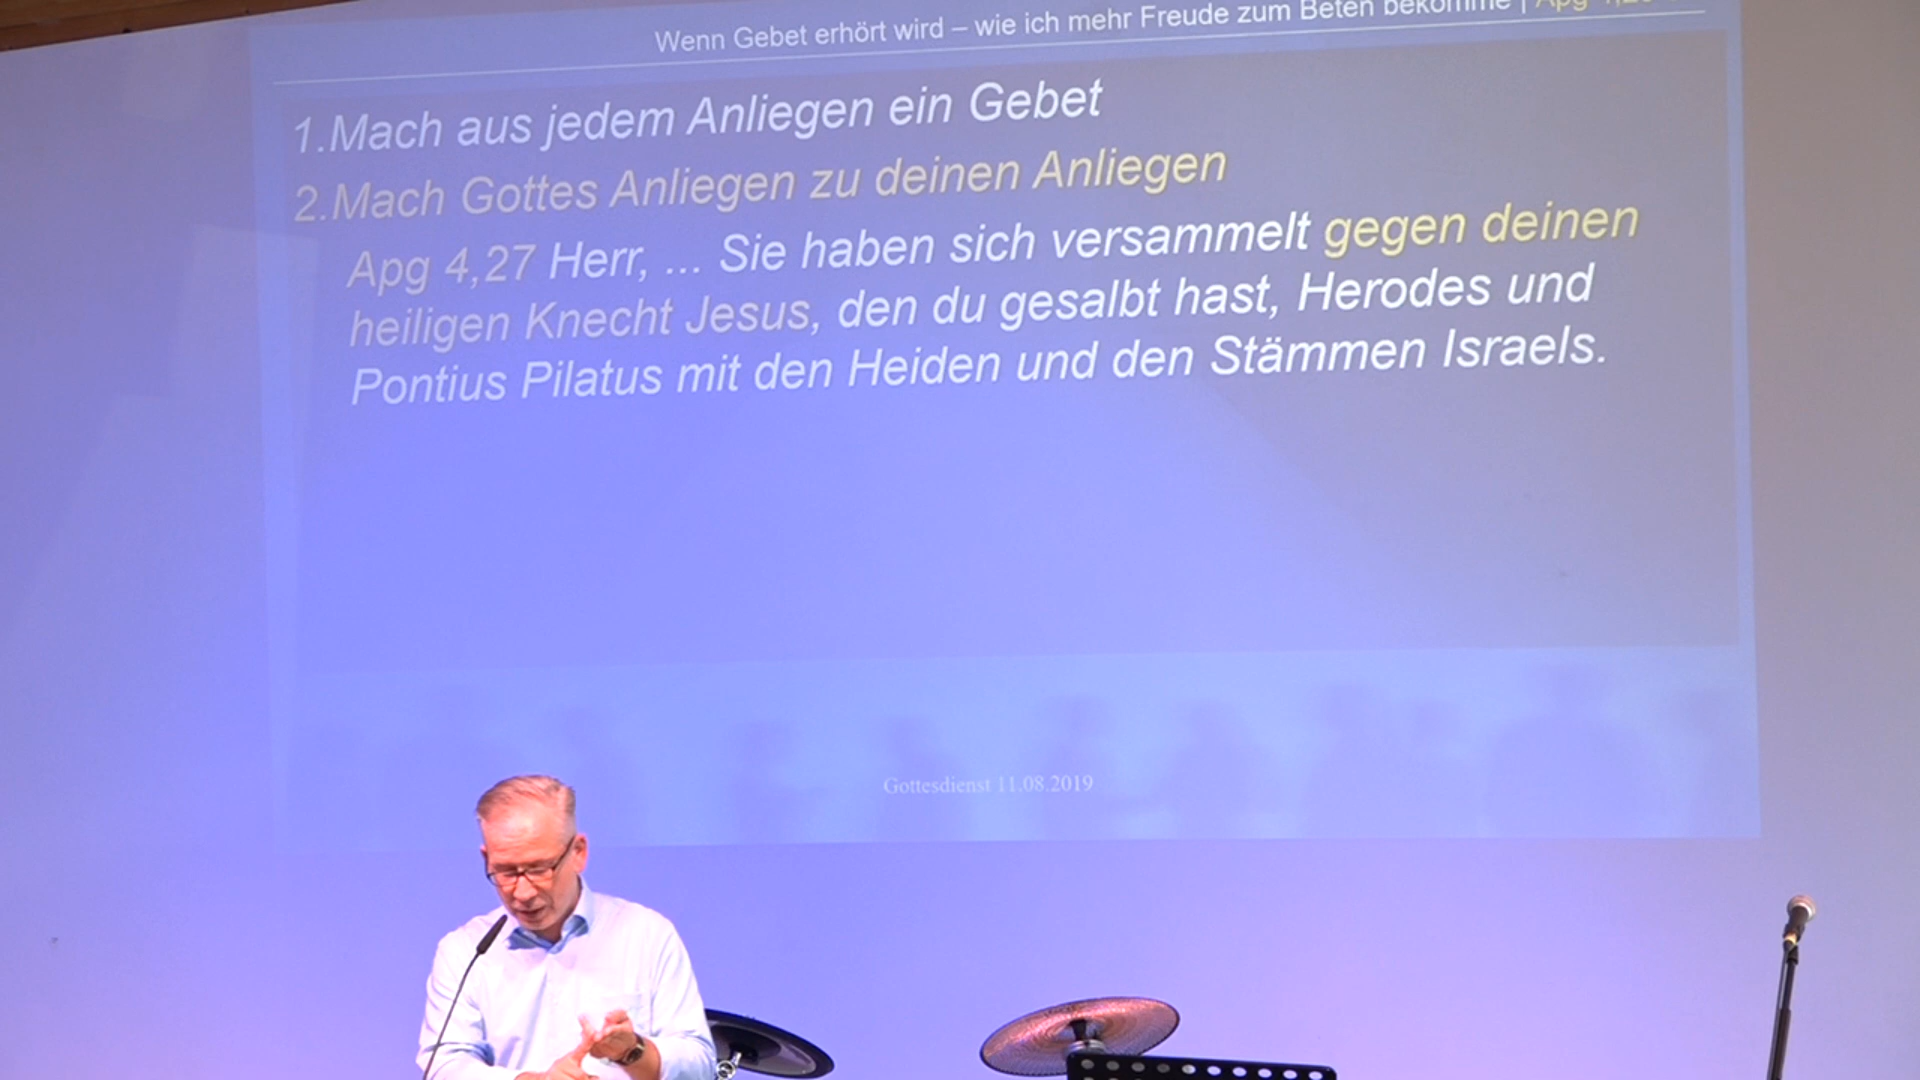 Wenn Gebet erhört wird – wie ich mehr Freude zum Beten bekomme | Apg
1.Mach aus jedem Anliegen ein Gebet
2.Mach Gottes Anliegen zu deinen Anliegen
Apg 4,27 Herr, ... Sie haben sich versammelt gegen deinen
heiligen Knecht Jesus, den du gesalbt hast, Herodes und
Pontius Pilatus mit den Heiden und den Stämmen Israels.
Gottesdienst 11.08.2019